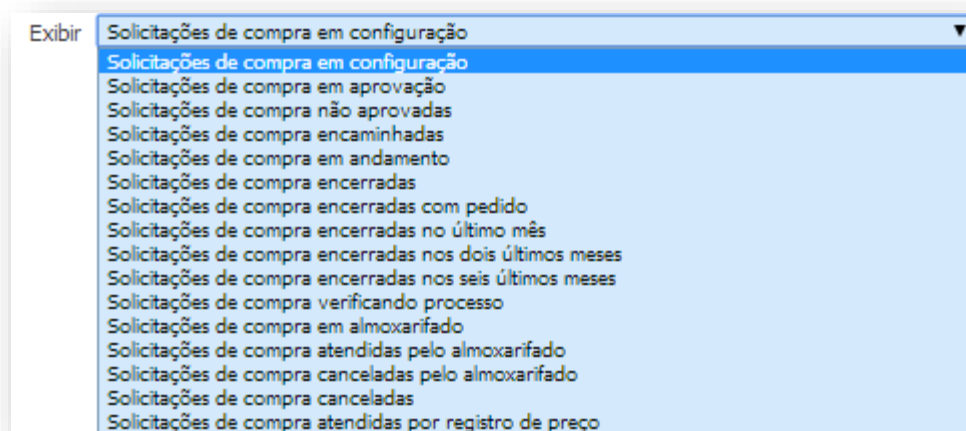 Exibir Solicitações de compra em configuração
Solicitações de compra em configuração
Solicitações de compra em aprovação
Solicitações de compra não aprovadas
Solicitações de compra encaminhadas
Solicitações de compra em andamento
Solicitações de compra encerradas
Solicitações de compra encerradas com pedido
Solicitações de compra encerradas no último mês
Solicitações de compra encerradas nos dois últimos meses
Solicitações de compra encerradas nos seis últimos meses
Solicitações de compra verificando processo
Solicitações de compra em almoxarifado
Solicitações de compra atendidas pelo almoxarifado
Solicitações de compra canceladas pelo almoxarifado
Solicitações de compra canceladas
Solicitações de compra atendidas por registro de preço